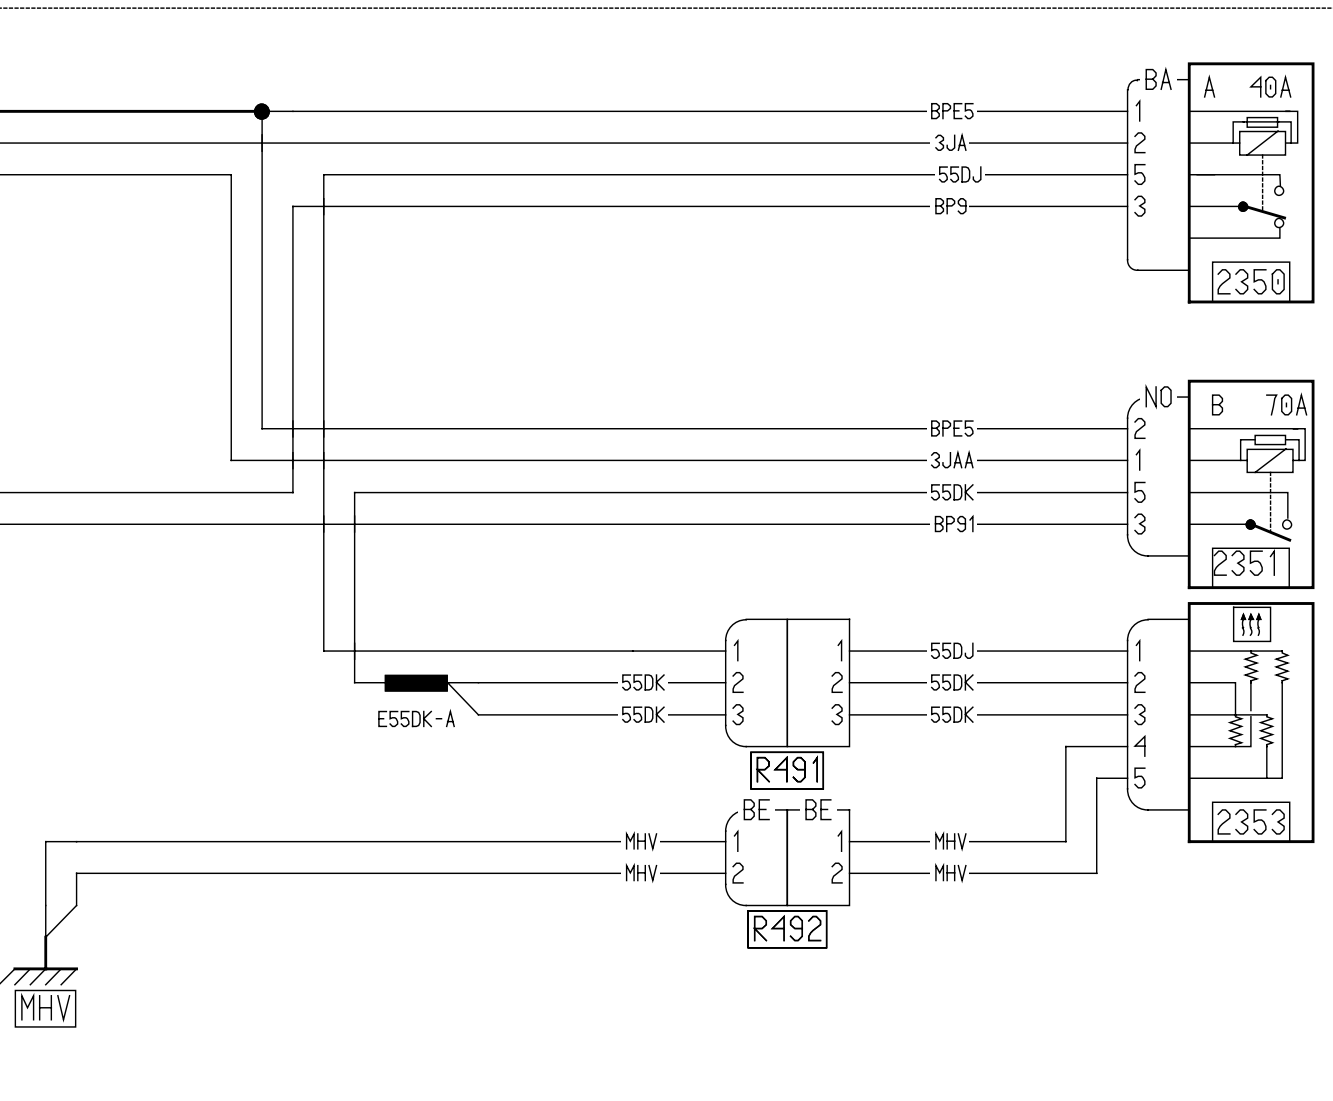 BA A 40A
BPE5 1
3JA 2
55DJ 5
BP9 3
2350
NO B 70A
BPE5 2
3JAA 1
55DK 5
BP91 3
2351
1 1 55DJ 1
55DK 2 2 55DK 2
E55DK-A 55DK 3 3 55DK 3
4
R491 5
BE BE 2353
MHV 1 1 MHV
MHV 2 2 MHV
R492
MHV